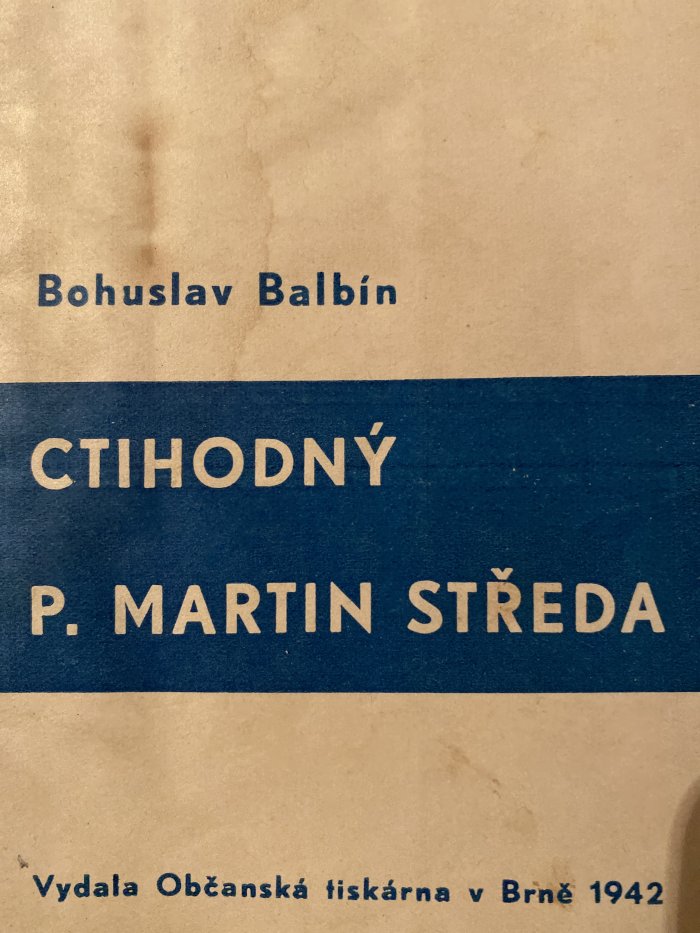 Bohuslav Balbín
CTIHODNÝ
P. MARTIN STŘEDA
Vydala Občanská tiskárna v Brně 1942